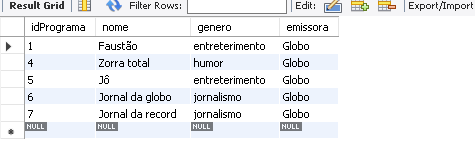 Result Grid Filter Rows: Edit: Export/Import
idPrograma nome genero emissora
1 Faustão entreterimento Globo
4 Zorra total humor Globo
5 Jô entreterimento Globo
6 Jornal da globo jornalismo Globo
7 Jornal da record jornalismo Globo
NULL NULL NULL NULL